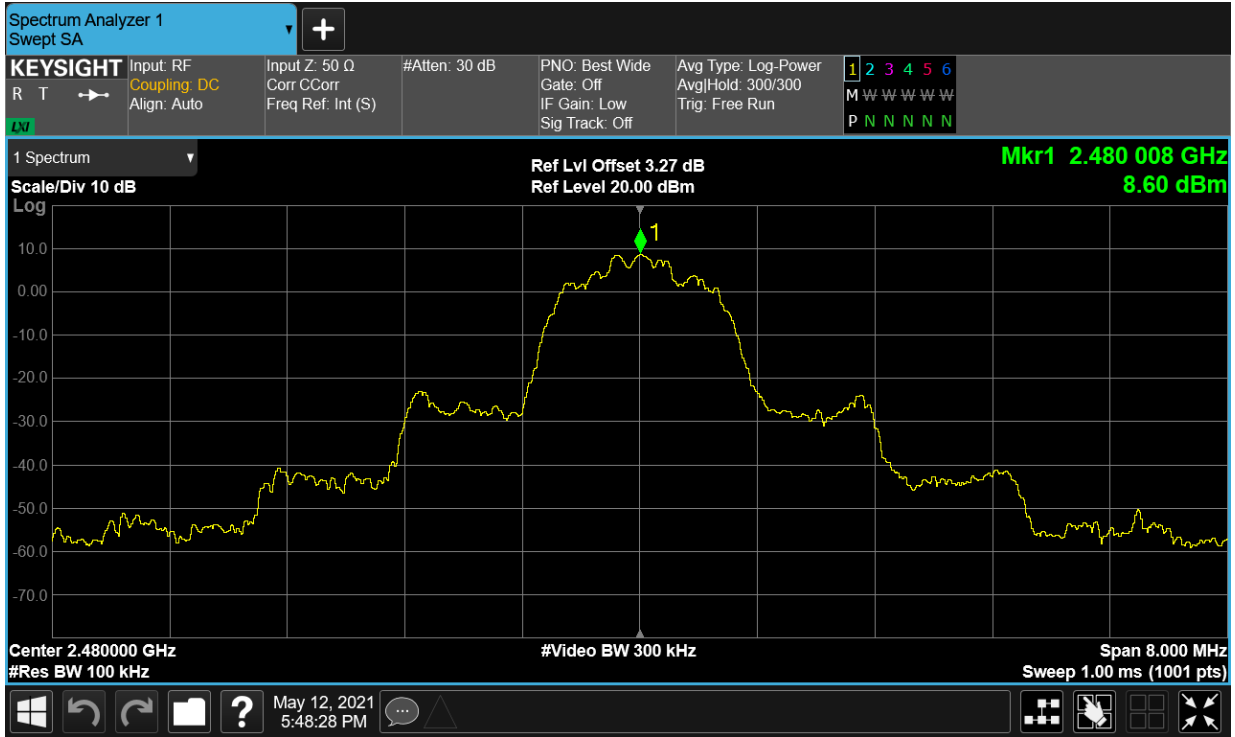 Spectrum Analyzer 1
Swept SA
KEYSIGHT
R T
LXI
Input: RF
Coupling: DC
Align: Auto
Input Z: 50 Ω
Corr CCorr
Freq Ref: Int (S)
#Atten: 30 dB
PNO: Best Wide
Gate: Off
IF Gain: Low
Sig Track: Off
Avg Type: Log-Power
Avg|Hold: 300/300
Trig: Free Run
1 2 3 4 5 6
M W W W W W W
P N N N N N N
1 Spectrum
Scale/Div 10 dB
Log
Ref Lvl Offset 3.27 dB
Ref Level 20.00 dBm
Mkr1 2.480 008 GHz
8.60 dBm
1
10.0
0.00
-10.0
-20.0
-30.0
-40.0
-50.0
-60.0
-70.0
Center 2.480000 GHz
#Res BW 100 kHz
#Video BW 300 kHz
Span 8.000 MHz
Sweep 1.00 ms (1001 pts)
?
May 12, 2021
5:48:28 PM